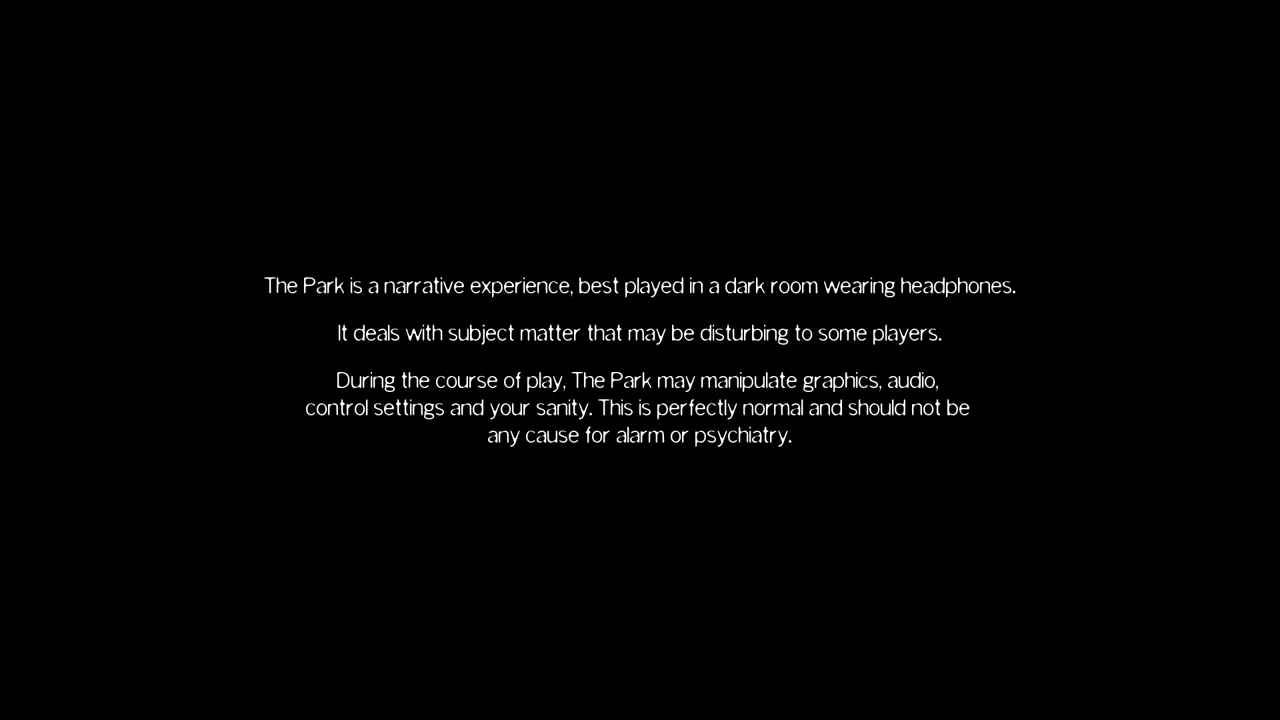 The Park is a narrative experience, best played in a dark room wearing headphones.
It deals with subject matter that may be disturbing to some players.
During the course of play, The Park may manipulate graphics, audio,
control settings and your sanity. This is perfectly normal and should not be
any cause for alarm or psychiatry.